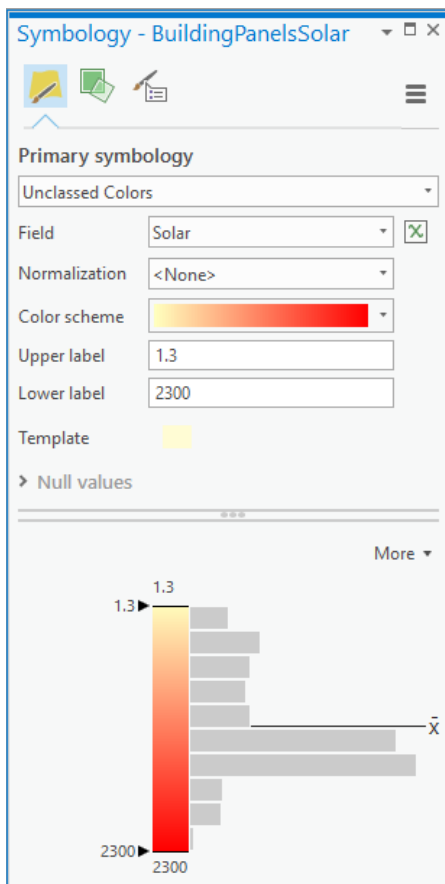 Symbology - BuildingPanelsSolar
Primary symbology
Unclassed Colors
Field Solar
Normalization <None>
Color scheme
Upper label 1.3
Lower label 2300
Template
Null values
More
1.3
1.3
x̄
2300
2300